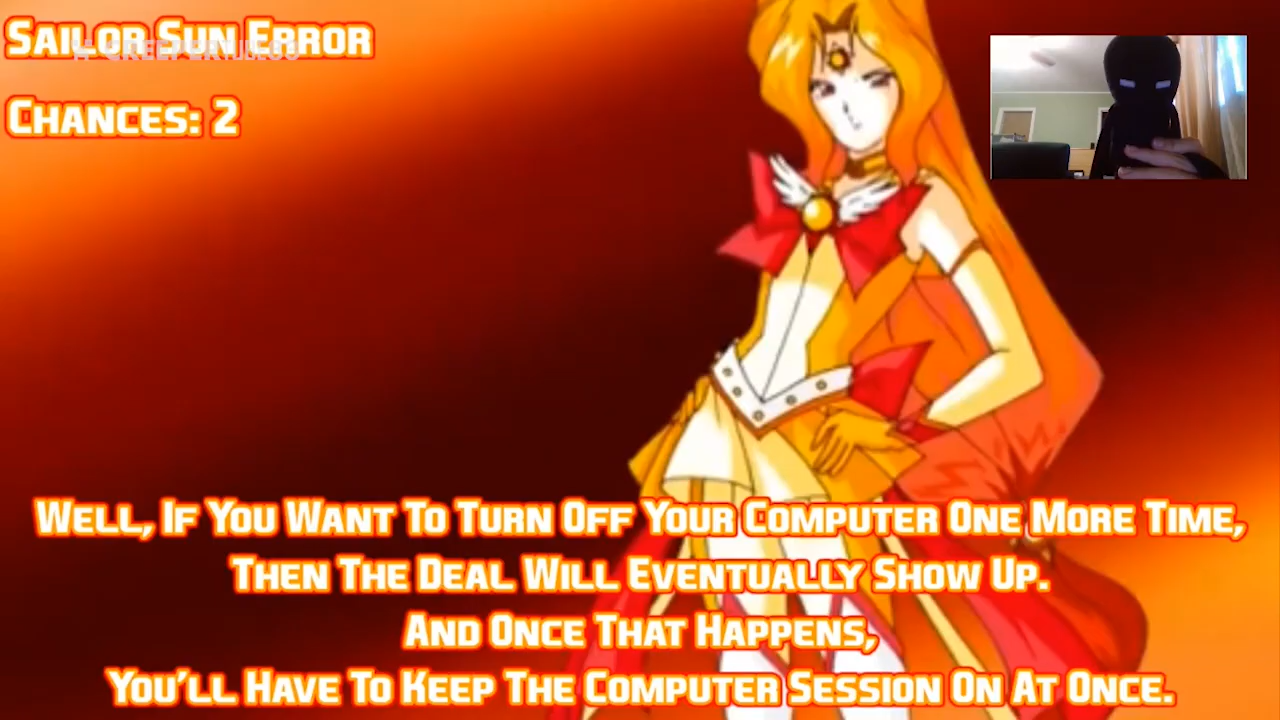 Sailor Sun Error
Chances: 2
Well, If You Want To Turn Off Your Computer One More Time,
Then The Deal Will Eventually Show Up.
And Once That Happens,
You'll Have To Keep The Computer Session On At Once.